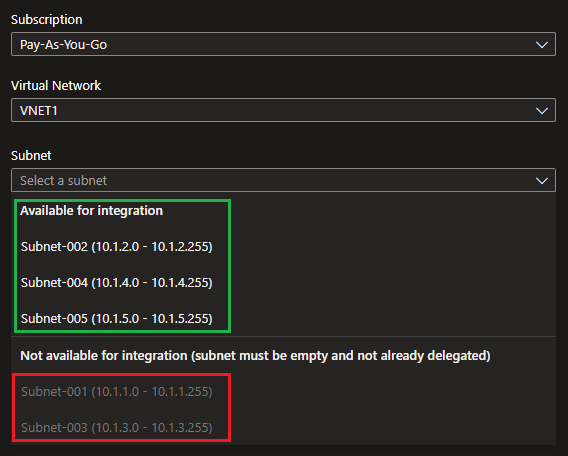 Subscription
Pay-As-You-Go
Virtual Network
VNET1
Subnet
Select a subnet
Available for integration
Subnet-002 (10.1.2.0 - 10.1.2.255)
Subnet-004 (10.1.4.0 - 10.1.4.255)
Subnet-005 (10.1.5.0 - 10.1.5.255)
Not available for integration (subnet must be empty and not already delegated)
Subnet-001 (10.1.1.0 - 10.1.1.255)
Subnet-003 (10.1.3.0 - 10.1.3.255)